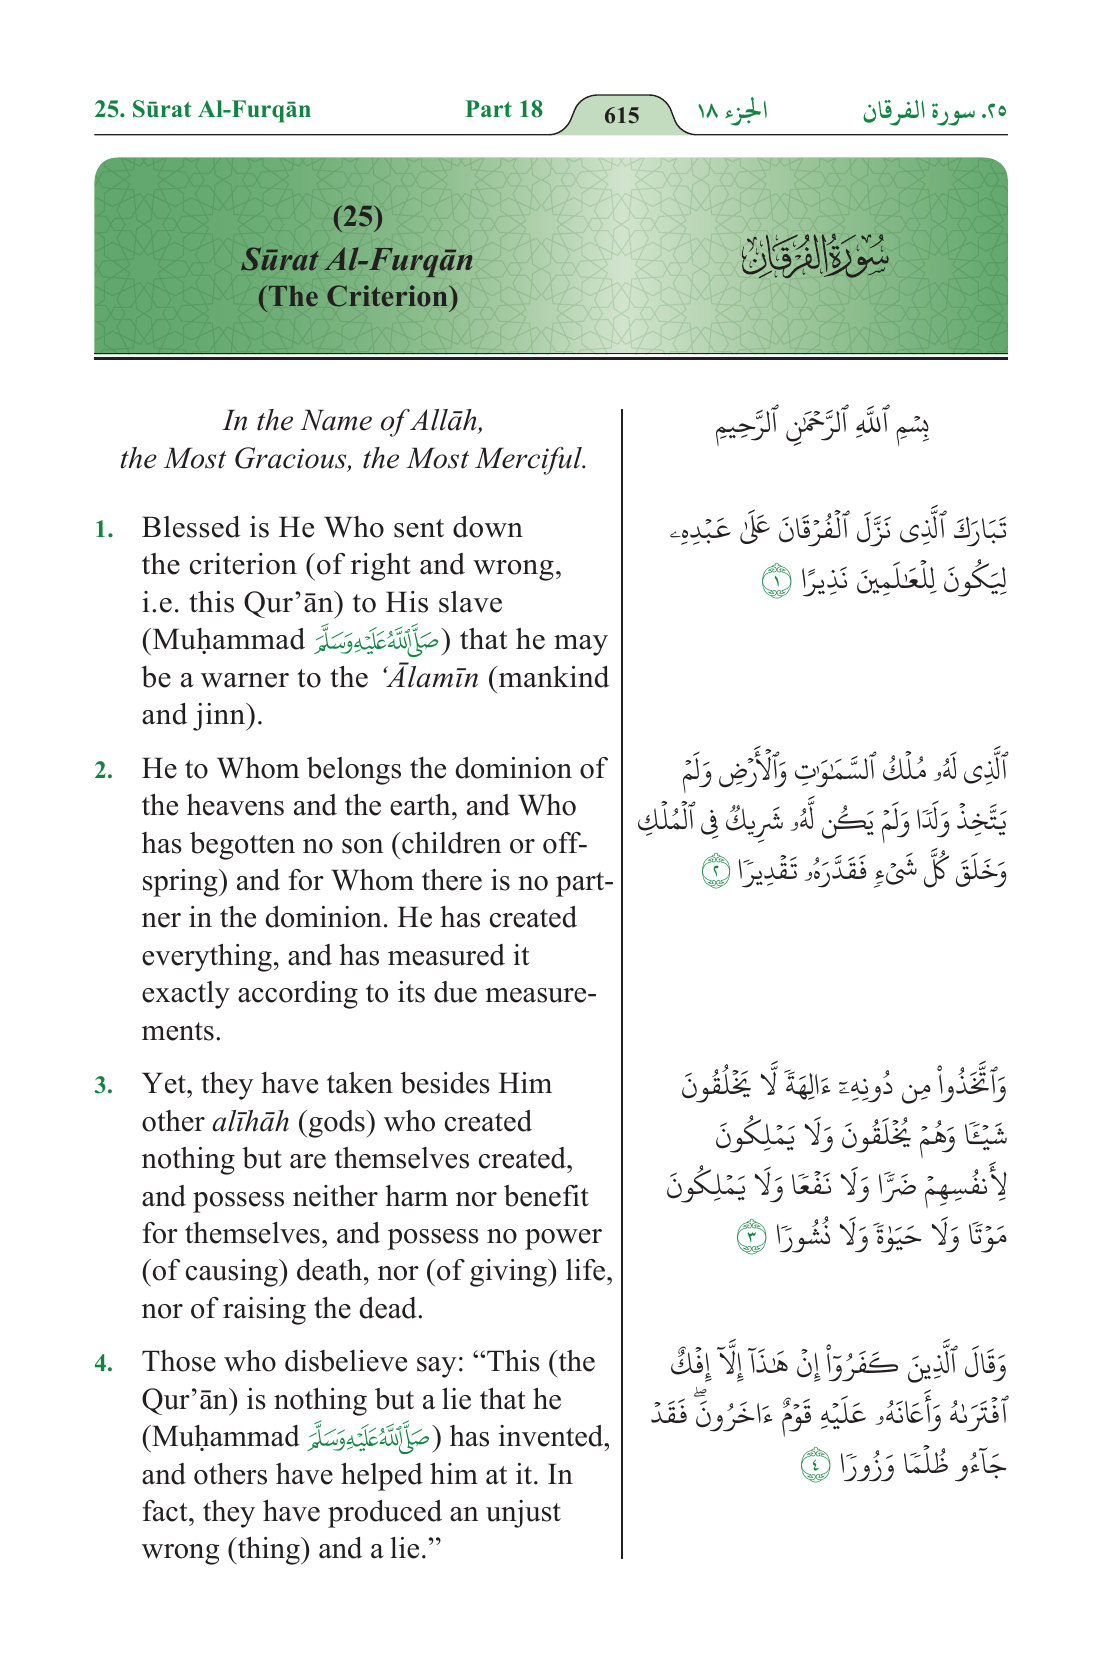 25. Sūrat Al-Furqān Part 18 615 الجزء ١٨ ٢٥. سورة الفرقان
(25)
Sūrat Al-Furqān
(The Criterion)
سُورَةُ الفُرْقَانِ
In the Name of Allāh,
the Most Gracious, the Most Merciful.
1. Blessed is He Who sent down
the criterion (of right and wrong,
i.e. this Qur’ān) to His slave
(Muḥammad صَلَّى اللَّهُ عَلَيْهِ وَسَلَّمَ) that he may
be a warner to the ‘Ālamīn (mankind
and jinn).
2. He to Whom belongs the dominion of
the heavens and the earth, and Who
has begotten no son (children or off-
spring) and for Whom there is no part-
ner in the dominion. He has created
everything, and has measured it
exactly according to its due measure-
ments.
3. Yet, they have taken besides Him
other alīhāh (gods) who created
nothing but are themselves created,
and possess neither harm nor benefit
for themselves, and possess no power
(of causing) death, nor (of giving) life,
nor of raising the dead.
4. Those who disbelieve say: “This (the
Qur’ān) is nothing but a lie that he
(Muḥammad صَلَّى اللَّهُ عَلَيْهِ وَسَلَّمَ) has invented,
and others have helped him at it. In
fact, they have produced an unjust
wrong (thing) and a lie.”
بِسۡمِ ٱللَّهِ ٱلرَّحۡمَٰنِ ٱلرَّحِيمِ
تَبَارَكَ ٱلَّذِى نَزَّلَ ٱلۡفُرۡقَانَ عَلَىٰ عَبۡدِهِۦ
لِيَكُونَ لِلۡعَٰلَمِينَ نَذِيرًا ١
ٱلَّذِى لَهُۥ مُلۡكُ ٱلسَّمَٰوَٰتِ وَٱلۡأَرۡضِ وَلَمۡ
يَتَّخِذۡ وَلَدٗا وَلَمۡ يَكُن لَّهُۥ شَرِيكٞ فِى ٱلۡمُلۡكِ
وَخَلَقَ كُلَّ شَىۡءٖ فَقَدَّرَهُۥ تَقۡدِيرٗا ٢
وَٱتَّخَذُواْ مِن دُونِهِۦٓ ءَالِهَةٗ لَّا يَخۡلُقُونَ
شَيۡـٔٗا وَهُمۡ يُخۡلَقُونَ وَلَا يَمۡلِكُونَ
لِأَنفُسِهِمۡ ضَرّٗا وَلَا نَفۡعٗا وَلَا يَمۡلِكُونَ
مَوۡتٗا وَلَا حَيَوٰةٗ وَلَا نُشُورٗا ٣
وَقَالَ ٱلَّذِينَ كَفَرُوٓاْ إِنۡ هَٰذَآ إِلَّآ إِفۡكٌ
ٱفۡتَرَىٰهُ وَأَعَانَهُۥ عَلَيۡهِ قَوۡمٌ ءَاخَرُونَۖ فَقَدۡ
جَآءُو ظُلۡمٗا وَزُورٗا ٤